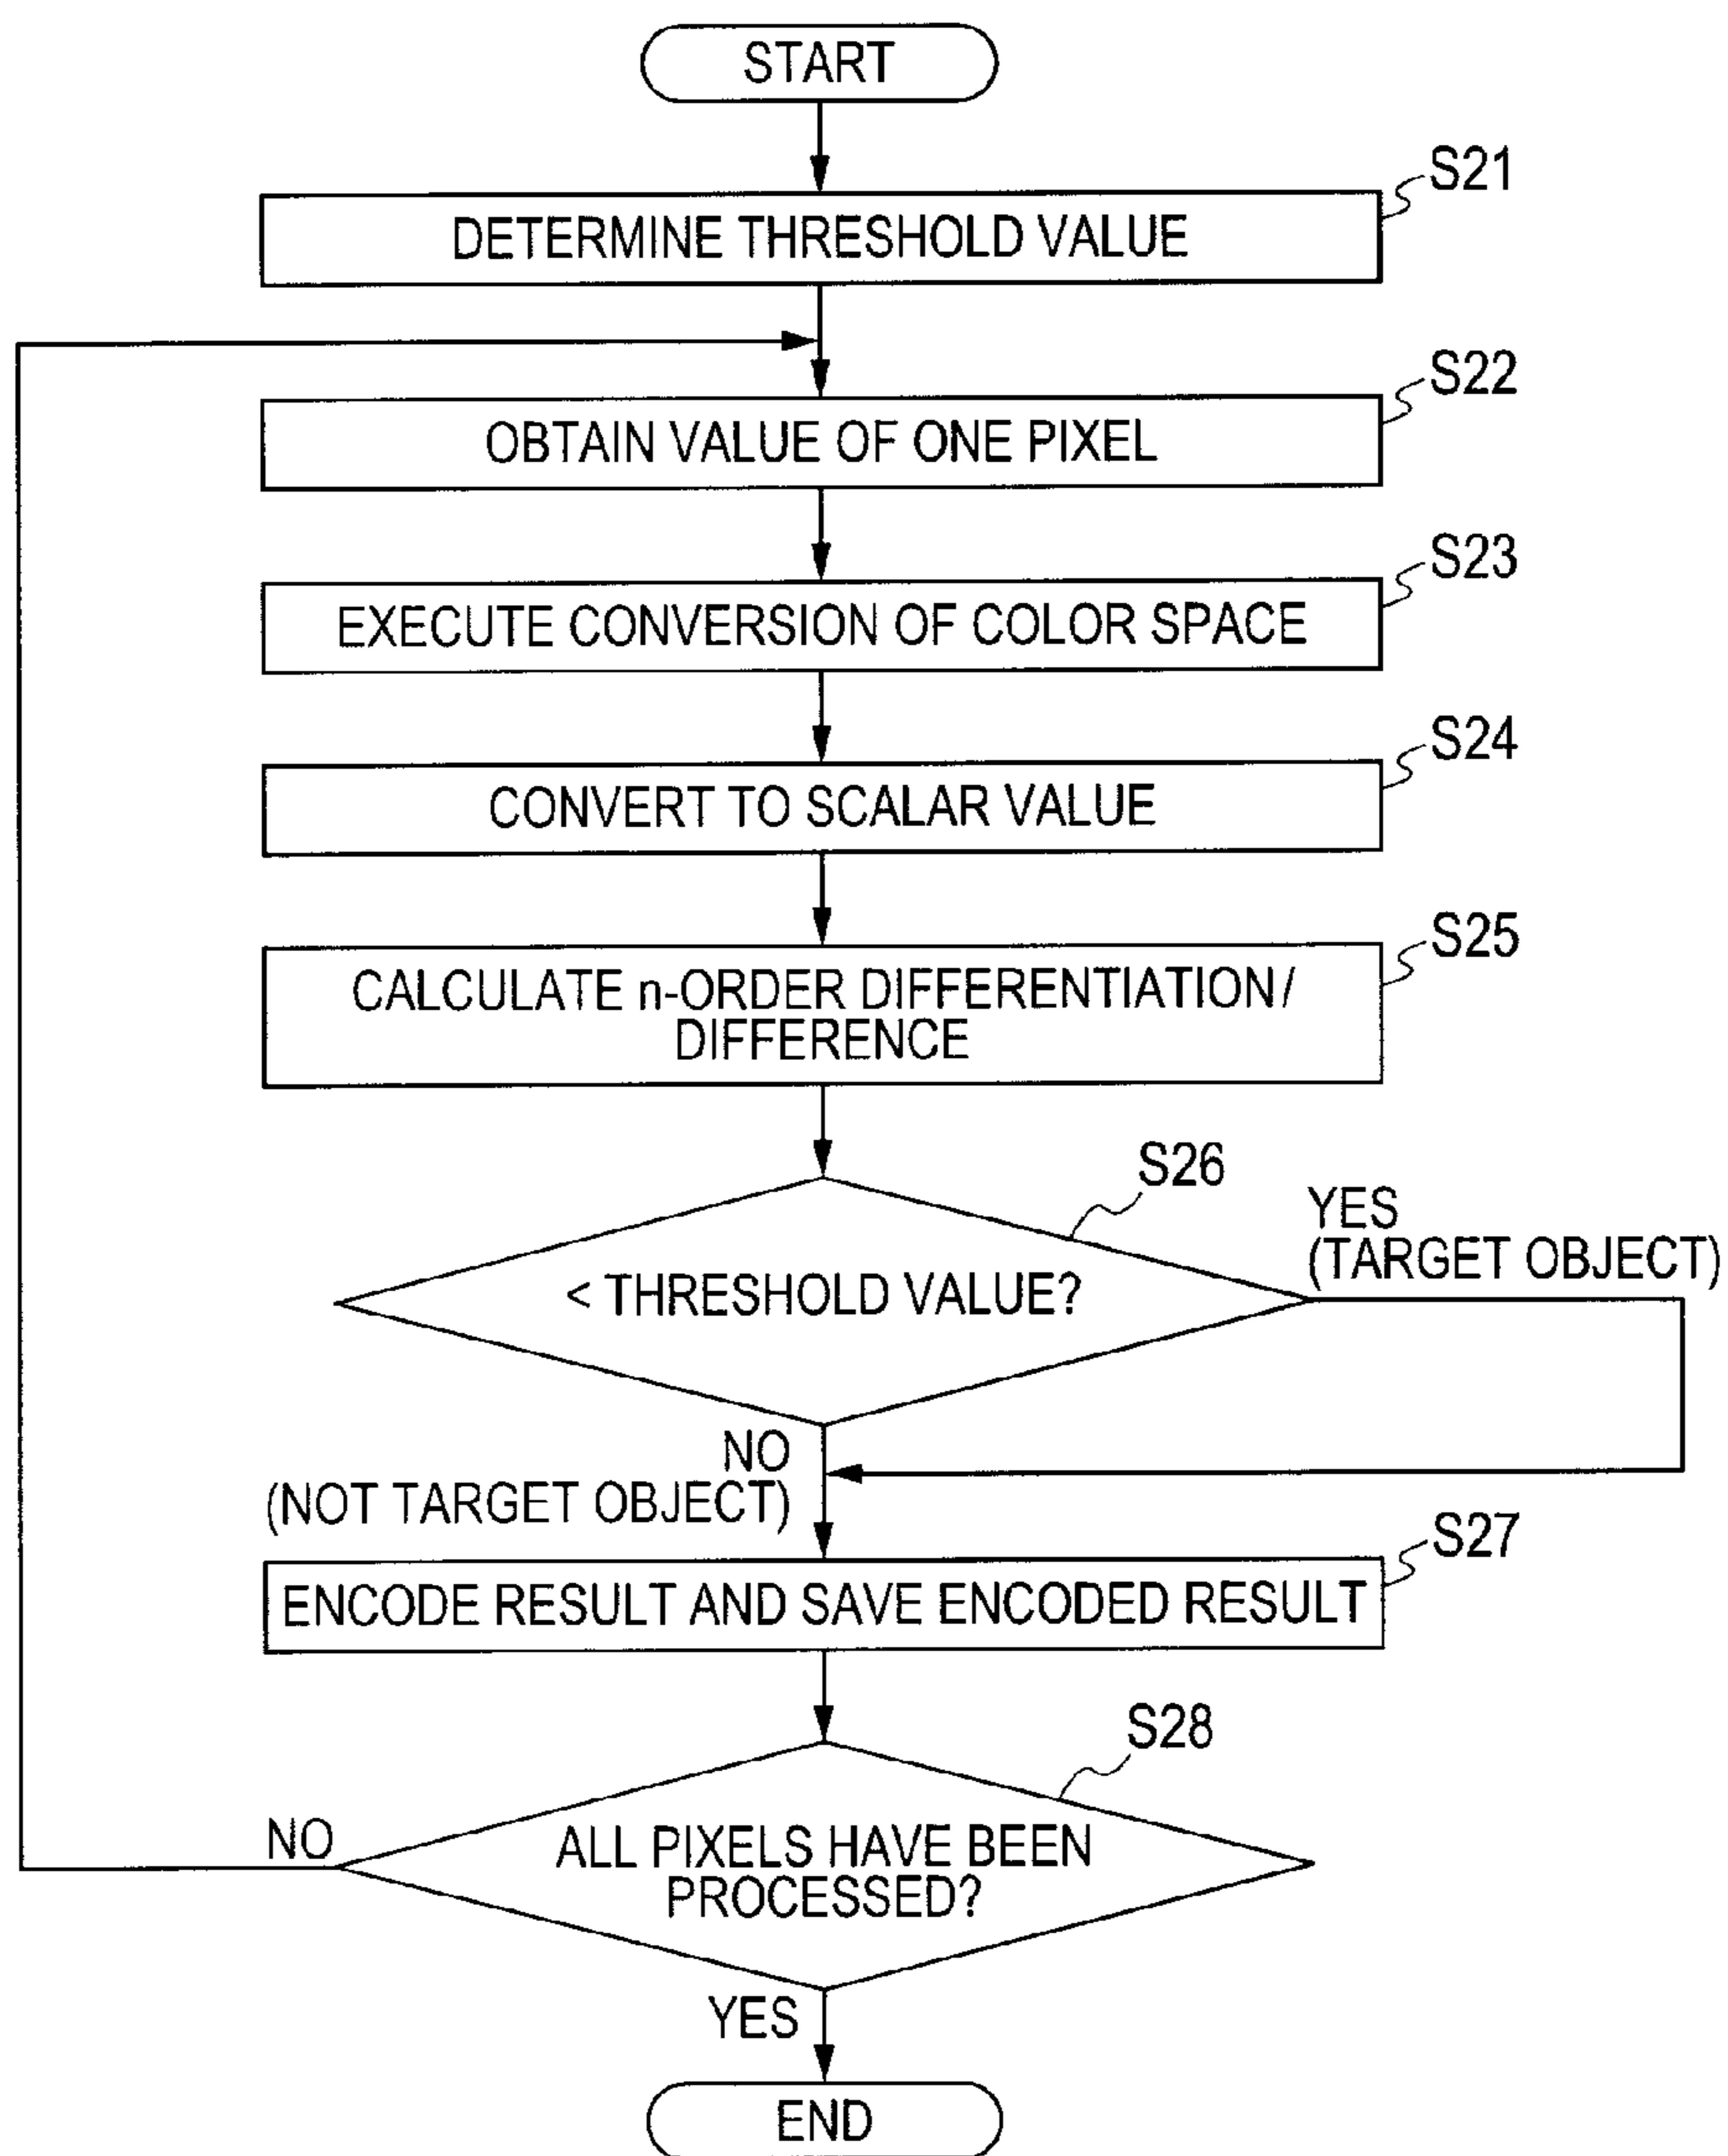 START
S21
DETERMINE THRESHOLD VALUE
S22
OBTAIN VALUE OF ONE PIXEL
S23
EXECUTE CONVERSION OF COLOR SPACE
S24
CONVERT TO SCALAR VALUE
S25
CALCULATE n-ORDER DIFFERENTIATION/
DIFFERENCE
S26
< THRESHOLD VALUE?
YES
(TARGET OBJECT)
NO
(NOT TARGET OBJECT)
S27
ENCODE RESULT AND SAVE ENCODED RESULT
S28
ALL PIXELS HAVE BEEN
PROCESSED?
NO
YES
END